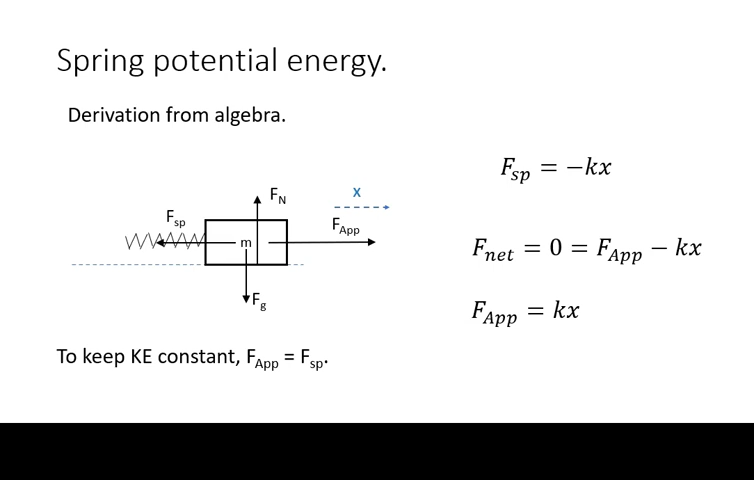 Spring potential energy.
Derivation from algebra.
F_sp = −kx
F_N
x
F_sp
F_App
m
F_net = 0 = F_App − kx
F_g
F_App = kx
To keep KE constant, F_App = F_sp.